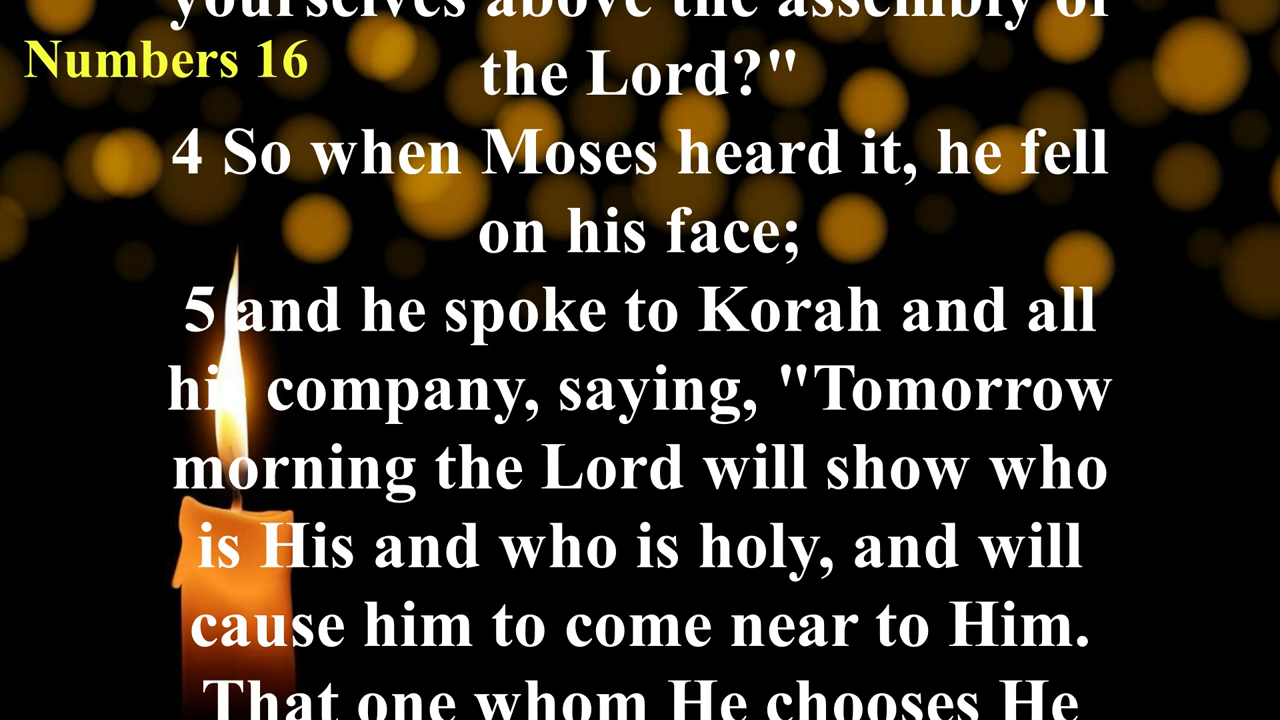 yourselves above the assembly of
Numbers 16
the Lord?"
4 So when Moses heard it, he fell
on his face;
5 and he spoke to Korah and all
his company, saying, "Tomorrow
morning the Lord will show who
is His and who is holy, and will
cause him to come near to Him.
That one whom He chooses He